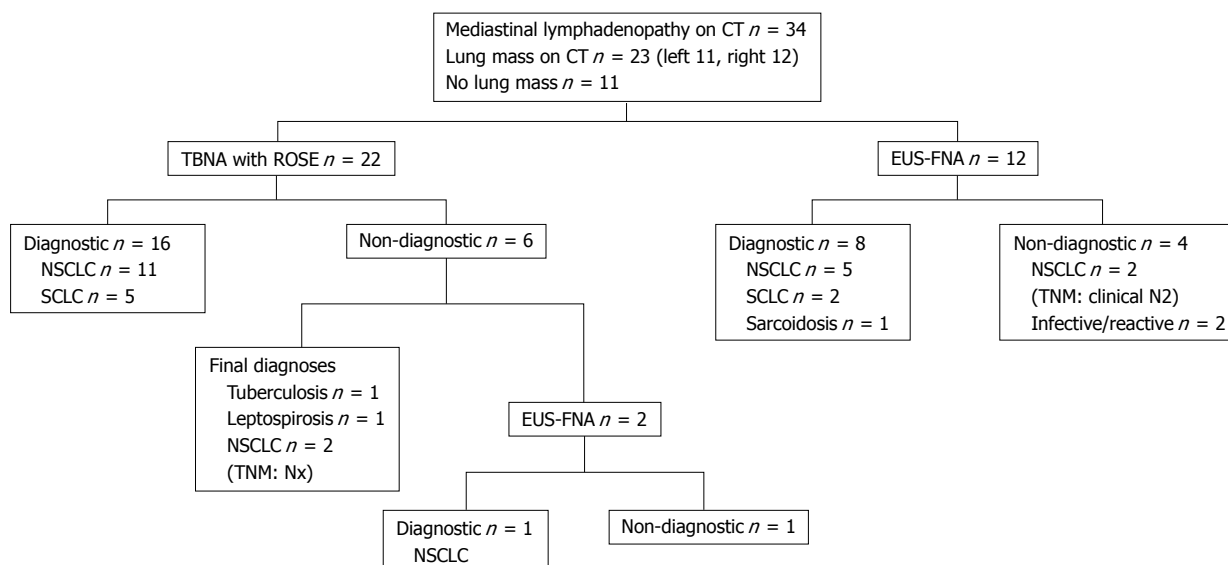 Mediastinal lymphadenopathy on CT n = 34
Lung mass on CT n = 23 (left 11, right 12)
No lung mass n = 11
TBNA with ROSE n = 22
EUS-FNA n = 12
Diagnostic n = 16
NSCLC n = 11
SCLC n = 5
Non-diagnostic n = 6
Diagnostic n = 8
NSCLC n = 5
SCLC n = 2
Sarcoidosis n = 1
Non-diagnostic n = 4
NSCLC n = 2
(TNM: clinical N2)
Infective/reactive n = 2
Final diagnoses
Tuberculosis n = 1
Leptospirosis n = 1
NSCLC n = 2
(TNM: Nx)
EUS-FNA n = 2
Diagnostic n = 1
NSCLC
Non-diagnostic n = 1